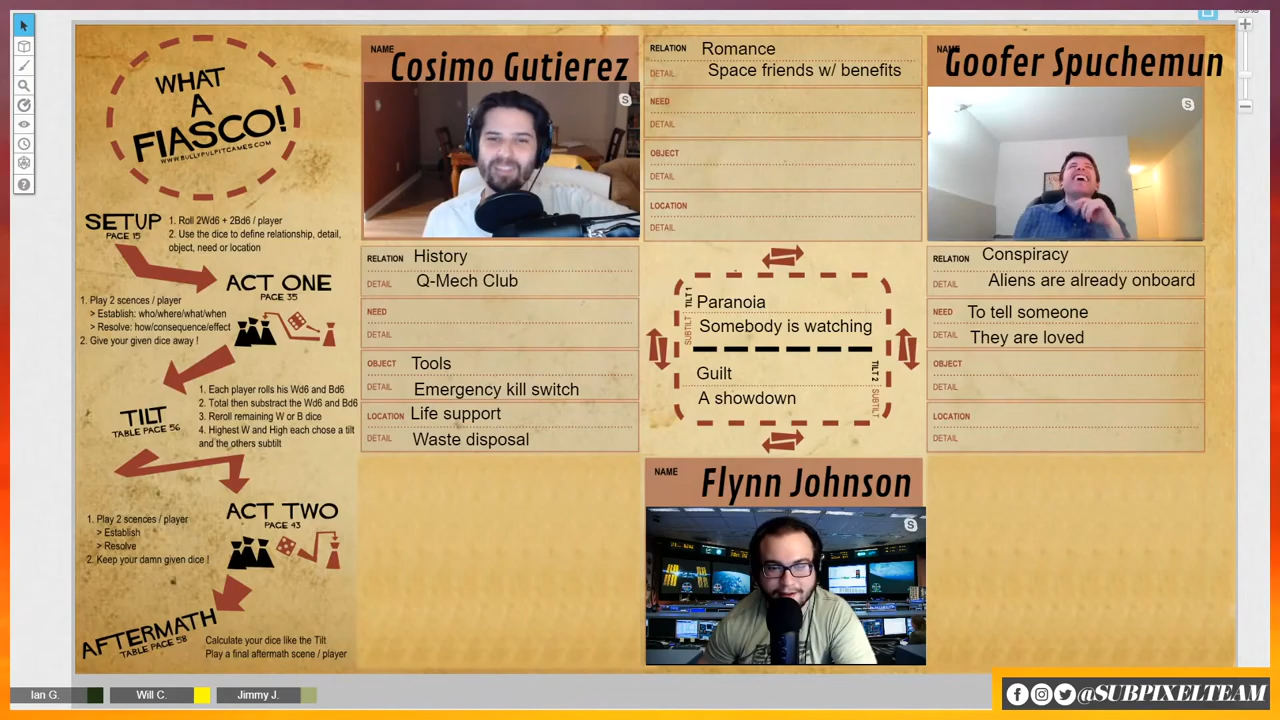 WHAT
A
FIASCO!
WWW.BULLYPULPITGAMES.COM
SETUP
PAGE 15
1. Roll 2Wd6 + 2Bd6 / player
2. Use the dice to define relationship, detail,
object, need or location
ACT ONE
PAGE 35
1. Play 2 scences / player
> Establish: who/where/what/when
> Resolve: how/consequence/effect
2. Give your given dice away !
TILT
TABLE PAGE 56
1. Each player rolls his Wd6 and Bd6
2. Total then substract the Wd6 and Bd6
3. Reroll remaining W or B dice
4. Highest W and High each chose a tilt
and the others subtilt
ACT TWO
PAGE 43
1. Play 2 scences / player
> Establish
> Resolve
2. Keep your damn given dice !
AFTERMATH
TABLE PAGE 58
Calculate your dice like the Tilt
Play a final aftermath scene / player
NAME
Cosimo Gutierez
RELATION Romance
DETAIL Space friends w/ benefits
NEED
DETAIL
OBJECT
DETAIL
LOCATION
DETAIL
NAME
Goofer Spuchemun
RELATION History
DETAIL Q-Mech Club
NEED
DETAIL
OBJECT Tools
DETAIL Emergency kill switch
LOCATION Life support
DETAIL Waste disposal
TILT 1
SUBTILT
Paranoia
Somebody is watching
Guilt
A showdown
TILT 2
SUBTILT
RELATION Conspiracy
DETAIL Aliens are already onboard
NEED To tell someone
DETAIL They are loved
OBJECT
DETAIL
LOCATION
DETAIL
NAME
Flynn Johnson
Ian G.
Will C.
Jimmy J.
@SUBPIXELTEAM